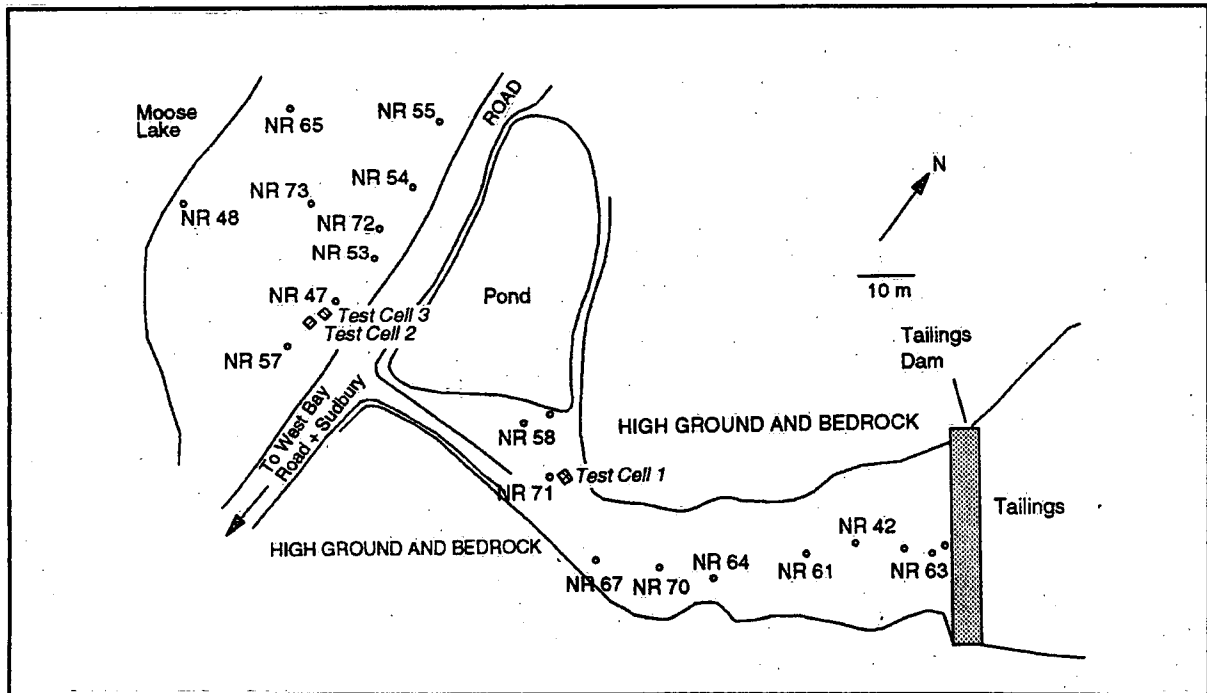 Moose
Lake
NR 65
NR 55
ROAD
N
NR 54
NR 73
NR 48
NR 72
NR 53
10 m
NR 47
Test Cell 3
Test Cell 2
Pond
NR 57
Tailings
Dam
To West Bay
Road + Sudbury
NR 58
HIGH GROUND AND BEDROCK
Test Cell 1
NR 71
Tailings
NR 42
HIGH GROUND AND BEDROCK
NR 67
NR 70
NR 64
NR 61
NR 63